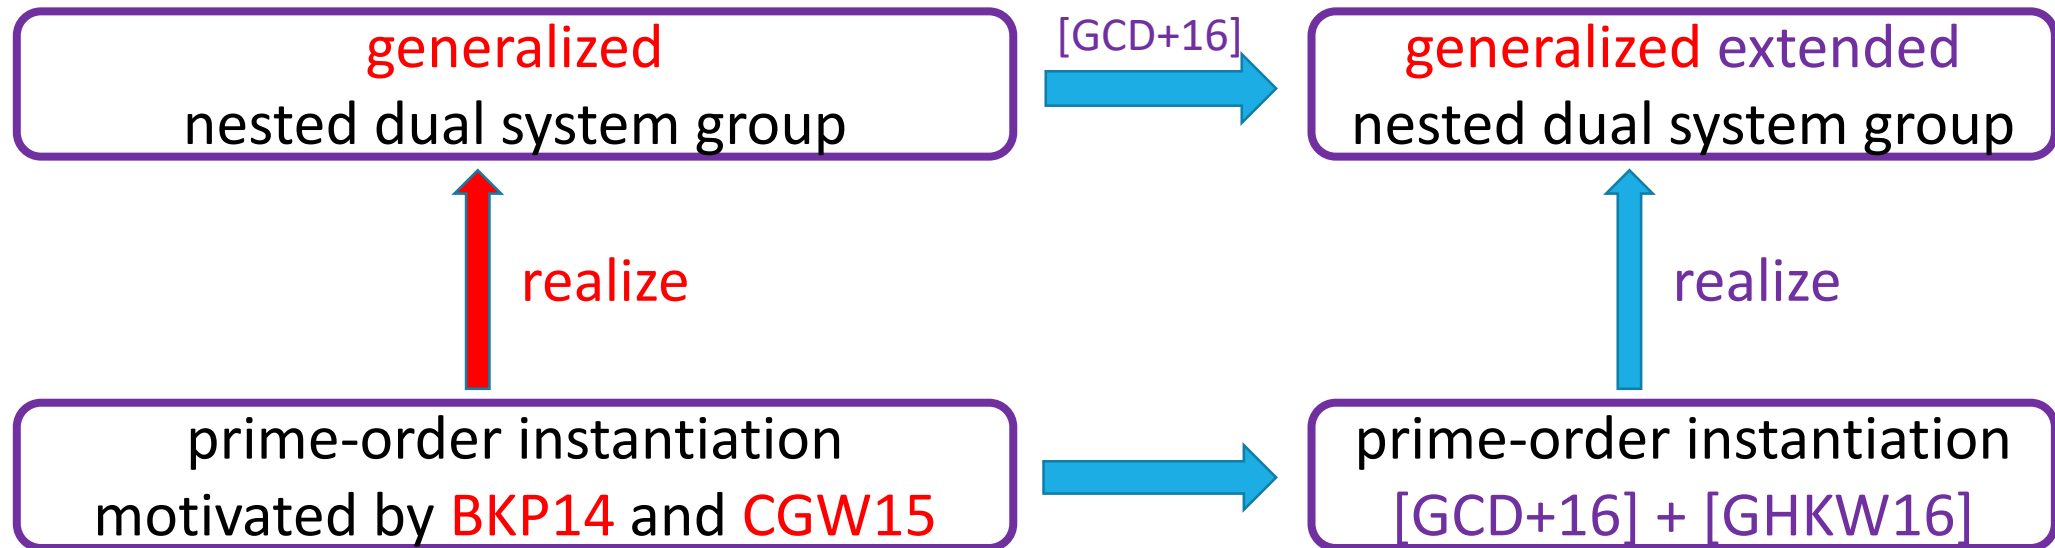 generalized
nested dual system group
[GCD+16]
generalized extended
nested dual system group
realize
realize
prime-order instantiation
motivated by BKP14 and CGW15
prime-order instantiation
[GCD+16] + [GHKW16]